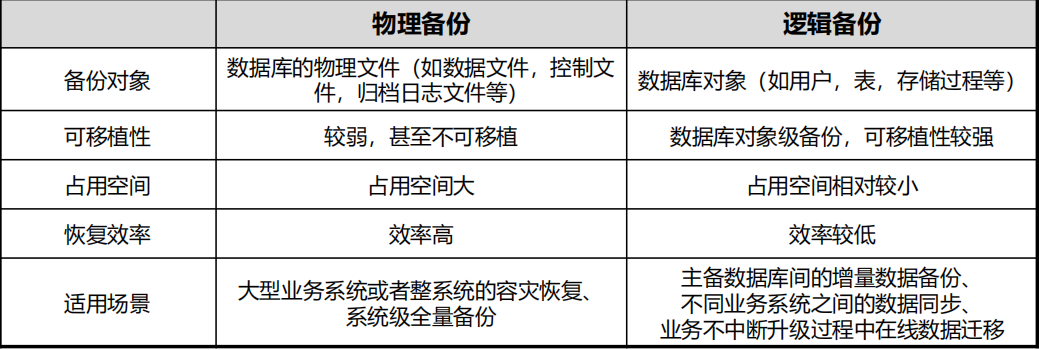 物理备份
逻辑备份
备份对象
数据库的物理文件（如数据文件，控制文
件，归档日志文件等）
数据库对象（如用户，表，存储过程等）
可移植性
较弱，甚至不可移植
数据库对象级备份，可移植性较强
占用空间
占用空间大
占用空间相对较小
恢复效率
效率高
效率较低
适用场景
大型业务系统或者整系统的容灾恢复、
系统级全量备份
主备数据库间的增量数据备份、
不同业务系统之间的数据同步、
业务不中断升级过程中在线数据迁移